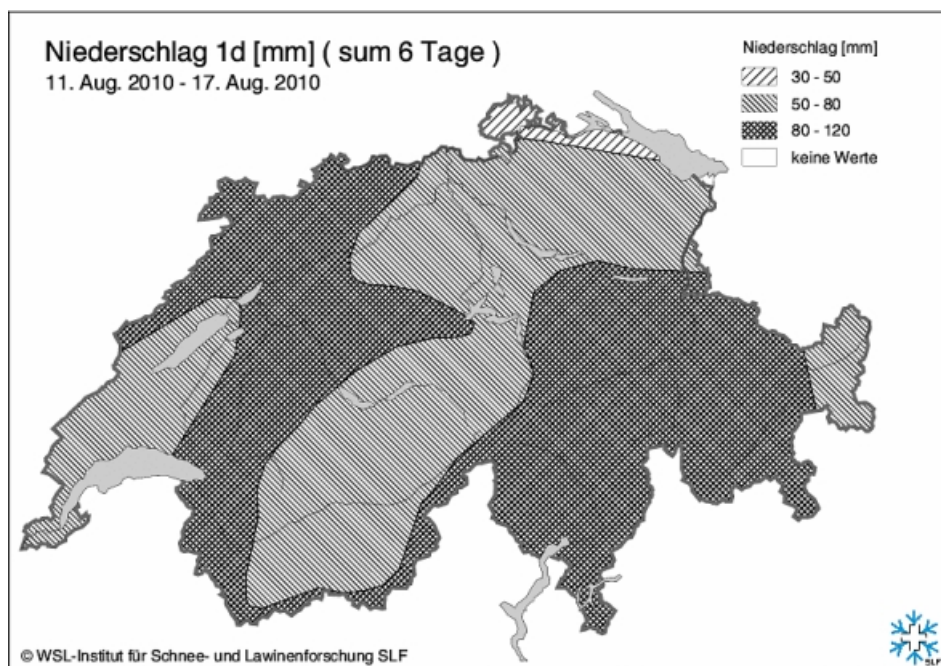 Niederschlag 1d [mm] ( sum 6 Tage )
11. Aug. 2010 - 17. Aug. 2010
Niederschlag [mm]
30 - 50
50 - 80
80 - 120
keine Werte
© WSL-Institut für Schnee- und Lawinenforschung SLF
SLF